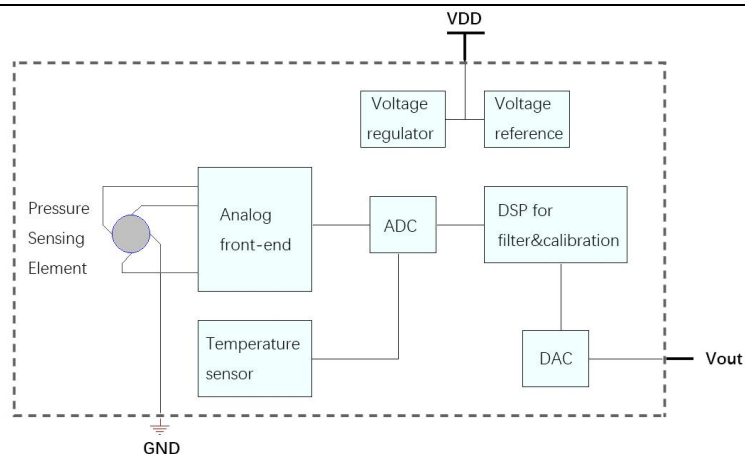 VDD
Voltage
regulator
Voltage
reference
Pressure
Sensing
Element
Analog
front-end
ADC
DSP for
filter&calibration
Temperature
sensor
DAC
Vout
GND